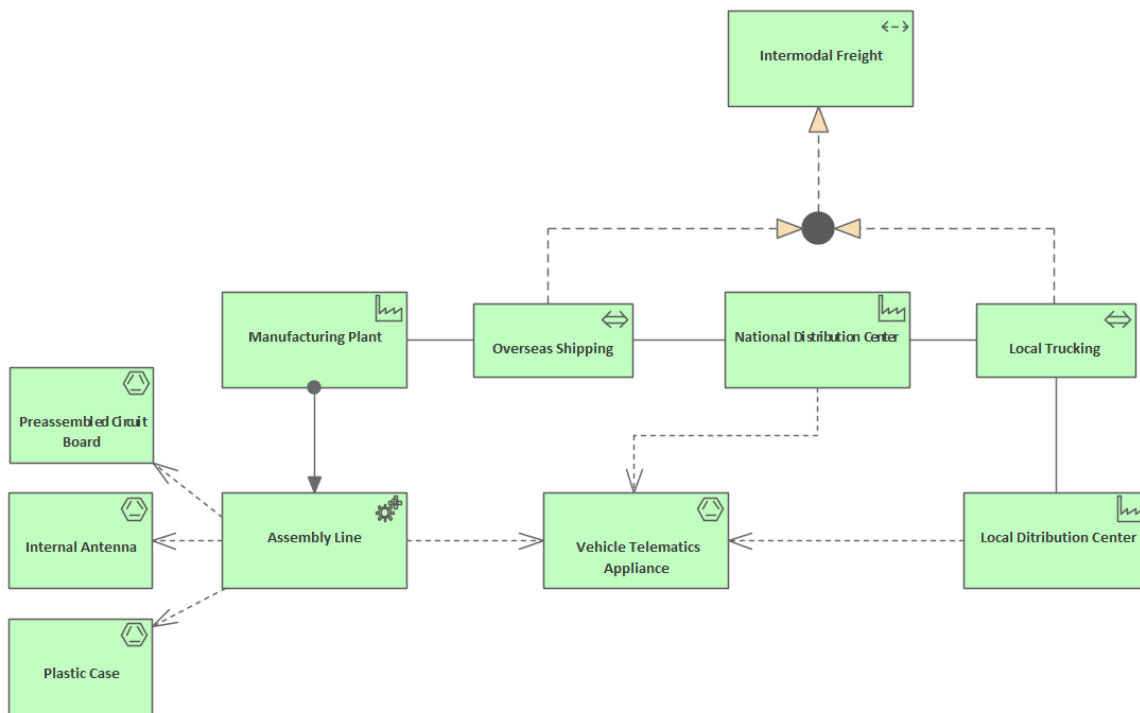 Intermodal Freight
Manufacturing Plant
Overseas Shipping
National Distribution Center
Local Trucking
Preassembled Circuit
Board
Internal Antenna
Assembly Line
Vehicle Telematics
Appliance
Local Ditribution Center
Plastic Case